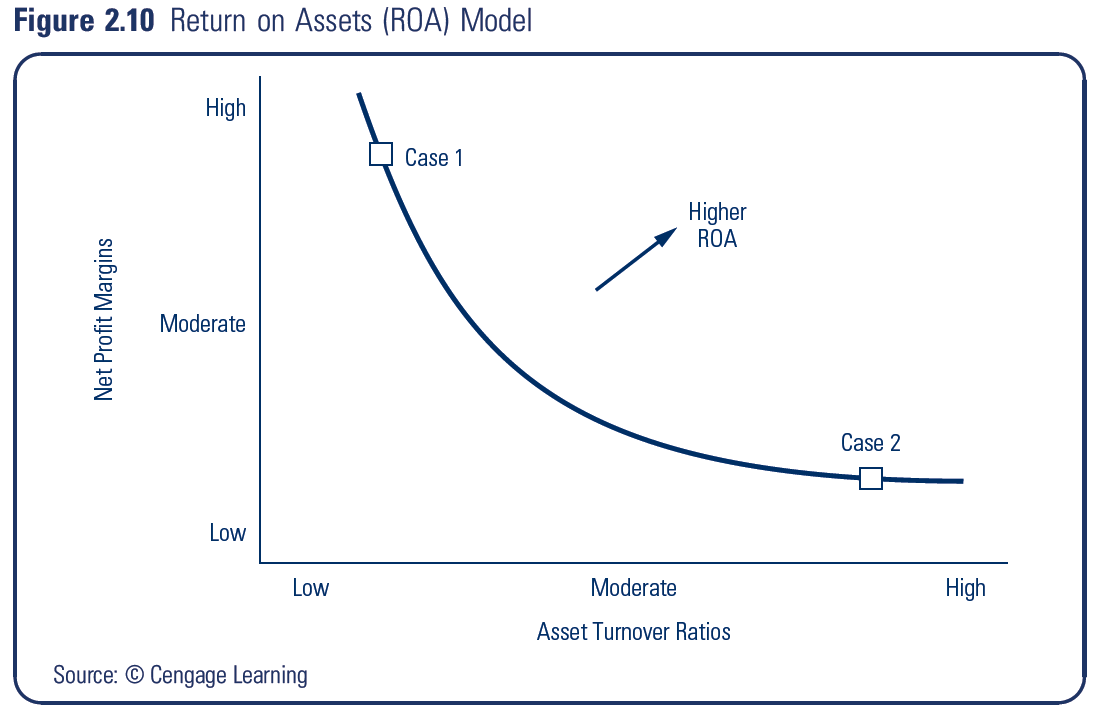 Figure 2.10 Return on Assets (ROA) Model
High
Case 1
Higher
ROA
Net Profit Margins
Moderate
Case 2
Low
Low Moderate High
Asset Turnover Ratios
Source: © Cengage Learning